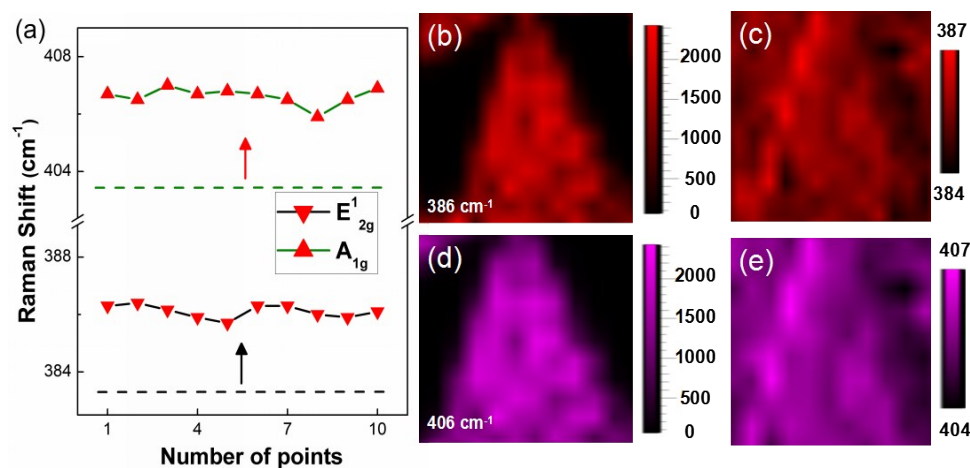 (a)
408
404
388
384
Raman Shift (cm⁻¹)
E¹₂g
A₁g
1 4 7 10
Number of points
(b)
386 cm⁻¹
2000
1500
1000
500
0
(c)
387
384
(d)
406 cm⁻¹
2000
1500
1000
500
0
(e)
407
404